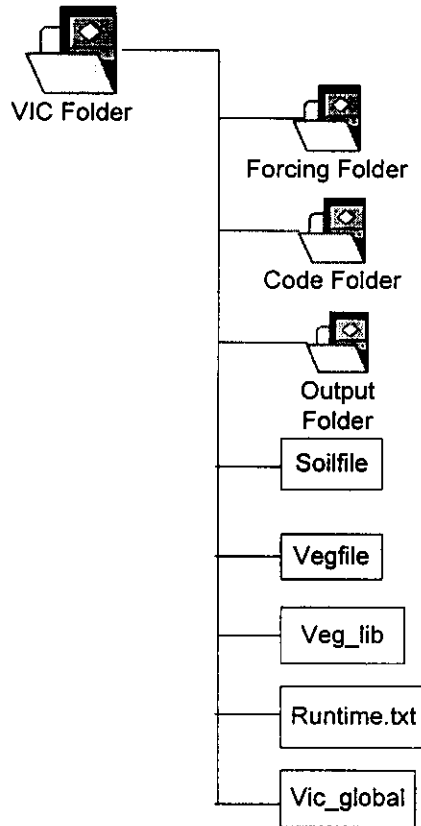 VIC Folder
Forcing Folder
Code Folder
Output
Folder
Soilfile
Vegfile
Veg_lib
Runtime.txt
Vic_global